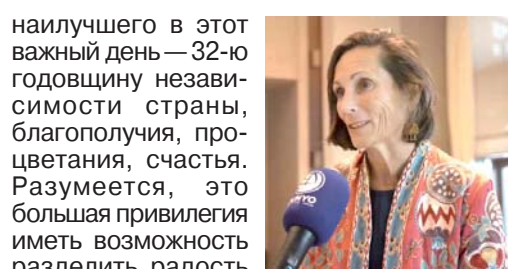 наилучшего в этот
важный день — 32-ю
годовщину незави-
симости страны,
благополучия, про-
цветания, счастья.
Разумеется, это
большая привилегия
иметь возможность
разделить радость